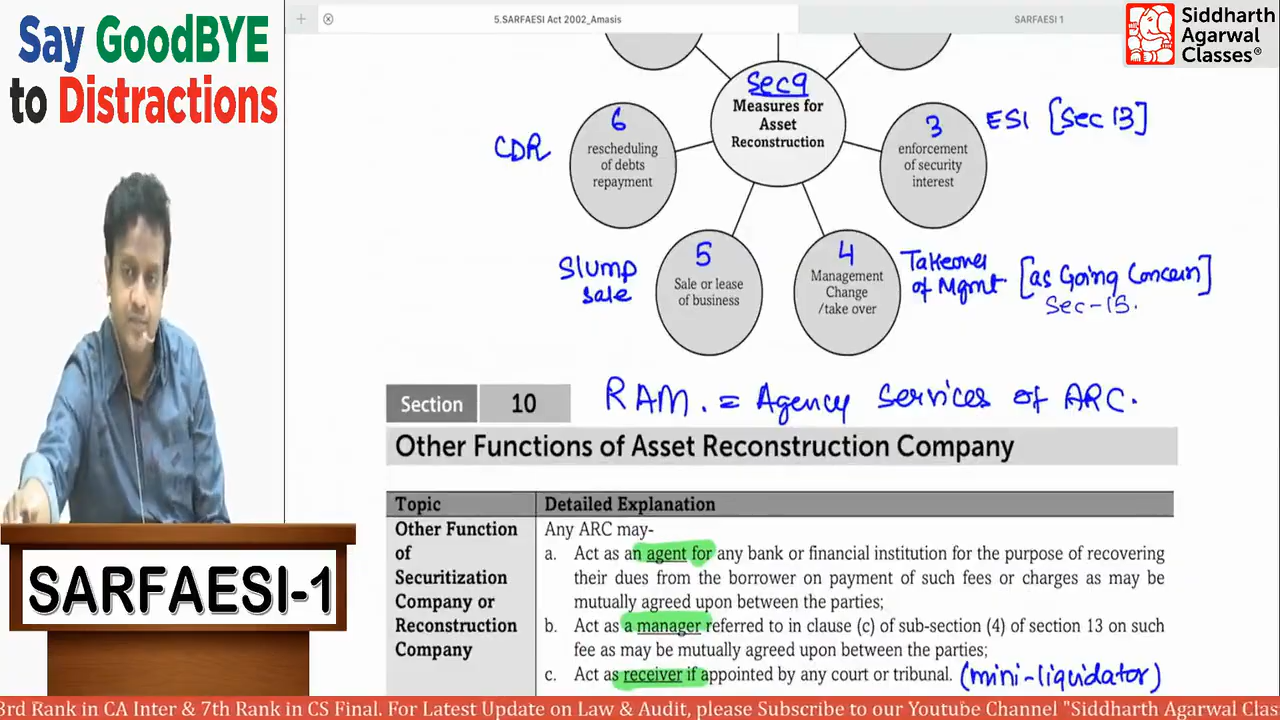 Say GoodBYE
to Distractions
5.SARFAESI Act 2002_Amasis
SARFAESI 1
Siddharth
Agarwal
Classes®
Sec 9
Measures for
Asset
Reconstruction
6
rescheduling
of debts
repayment
CDR
3
enforcement
of security
interest
ESI [Sec 13]
5
Sale or lease
of business
Slump
sale
4
Management
Change
/take over
Takeover
of Mgmt [as Going Concern]
Sec-15.
Section 10
RAM. = Agency Services of ARC.
Other Functions of Asset Reconstruction Company
Topic
Detailed Explanation
Other Function
of
Securitization
Company or
Reconstruction
Company
Any ARC may-
a. Act as an agent for any bank or financial institution for the purpose of recovering
their dues from the borrower on payment of such fees or charges as may be
mutually agreed upon between the parties;
b. Act as a manager referred to in clause (c) of sub-section (4) of section 13 on such
fee as may be mutually agreed upon between the parties;
c. Act as receiver if appointed by any court or tribunal. (mini-liquidator)
SARFAESI-1
3rd Rank in CA Inter & 7th Rank in CS Final. For Latest Update on Law & Audit, please Subscribe to our Youtube Channel "Siddharth Agarwal Clas